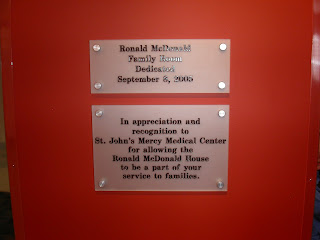 Ronald McDonald
Family Room
Dedicated
September 8, 2005
In appreciation and
recognition to
St. John's Mercy Medical Center
for allowing the
Ronald McDonald House
to be a part of your
service to families.